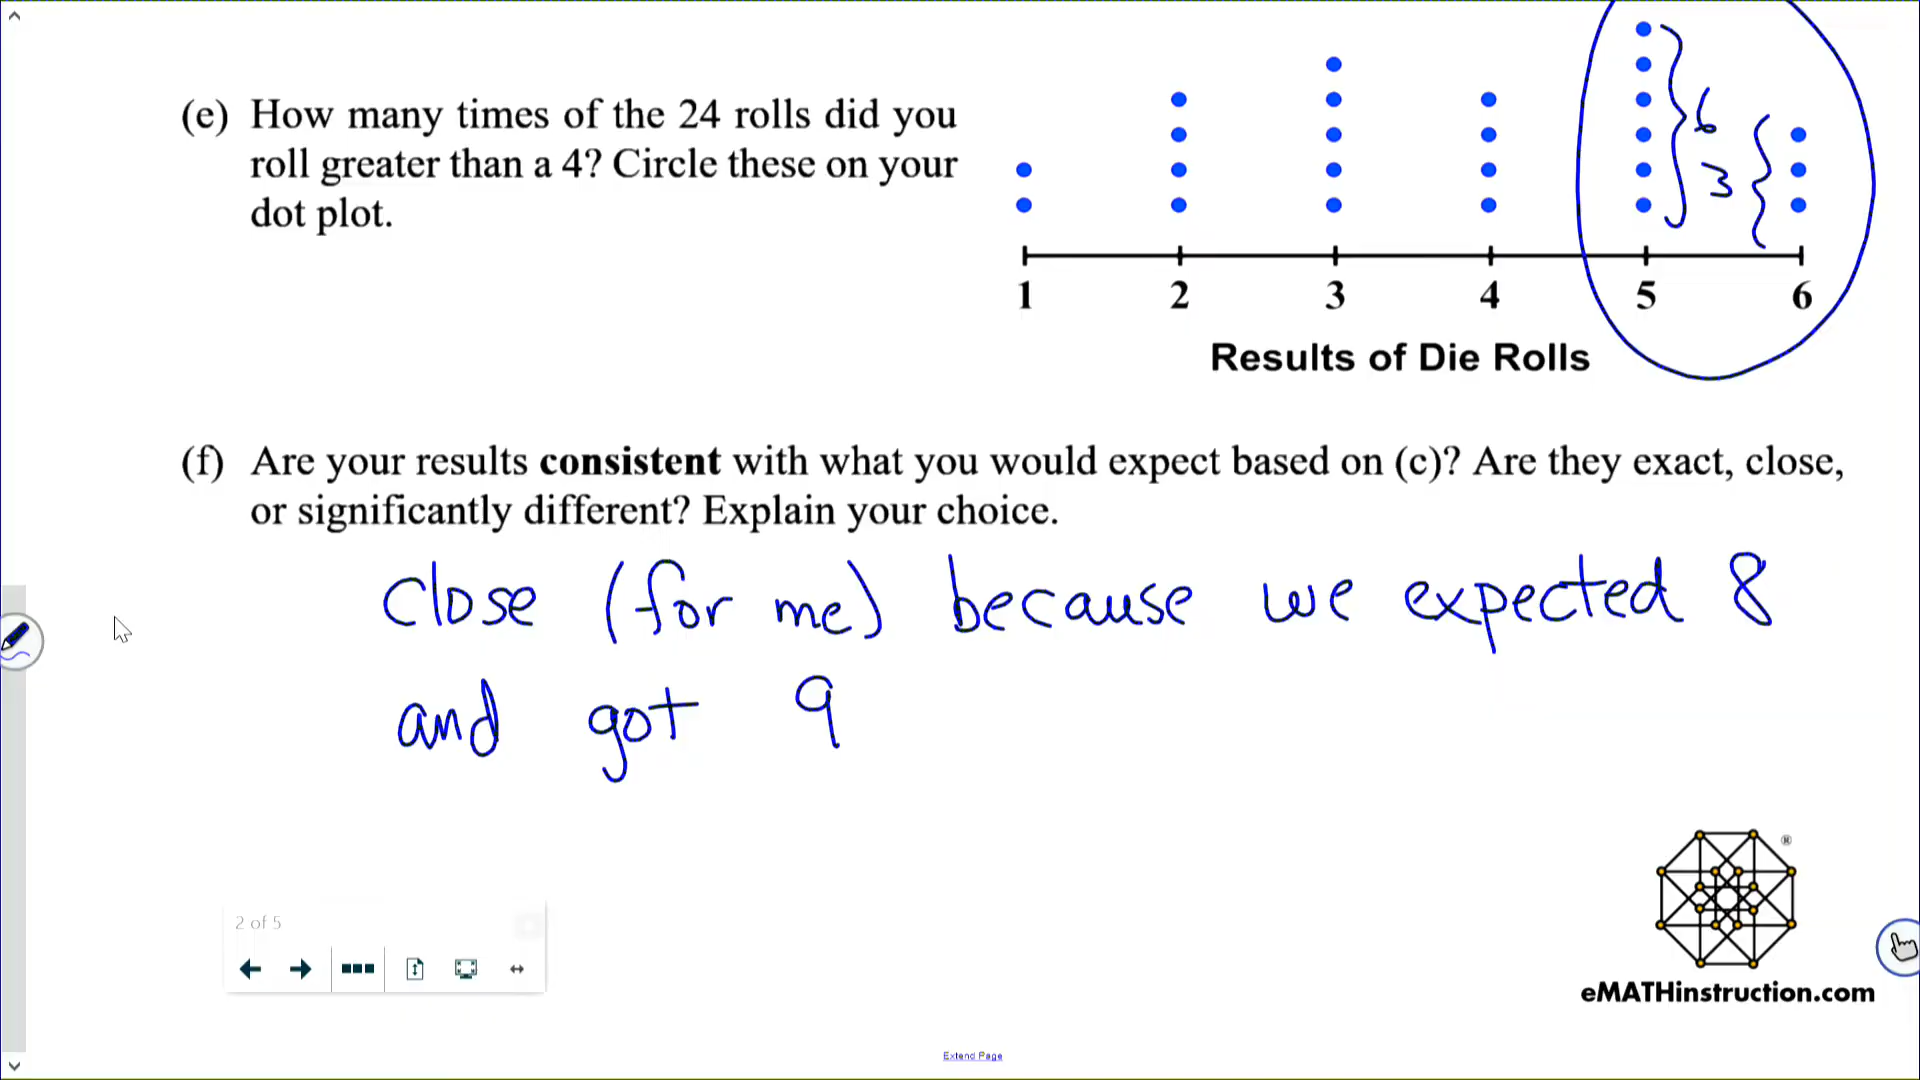 (e) How many times of the 24 rolls did you
roll greater than a 4? Circle these on your
dot plot.
6
3
1 2 3 4 5 6
Results of Die Rolls
(f) Are your results consistent with what you would expect based on (c)? Are they exact, close,
or significantly different? Explain your choice.
close (for me) because we expected 8
and got 9
2 of 5
®
eMATHinstruction.com
Extend Page